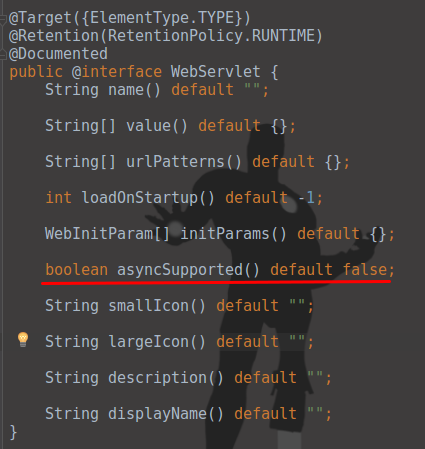 @Target({ElementType.TYPE})
@Retention(RetentionPolicy.RUNTIME)
@Documented
public @interface WebServlet {
String name() default "";
String[] value() default {};
String[] urlPatterns() default {};
int loadOnStartup() default -1;
WebInitParam[] initParams() default {};
boolean asyncSupported() default false;
String smallIcon() default "";
String largeIcon() default "";
String description() default "";
String displayName() default "";
}